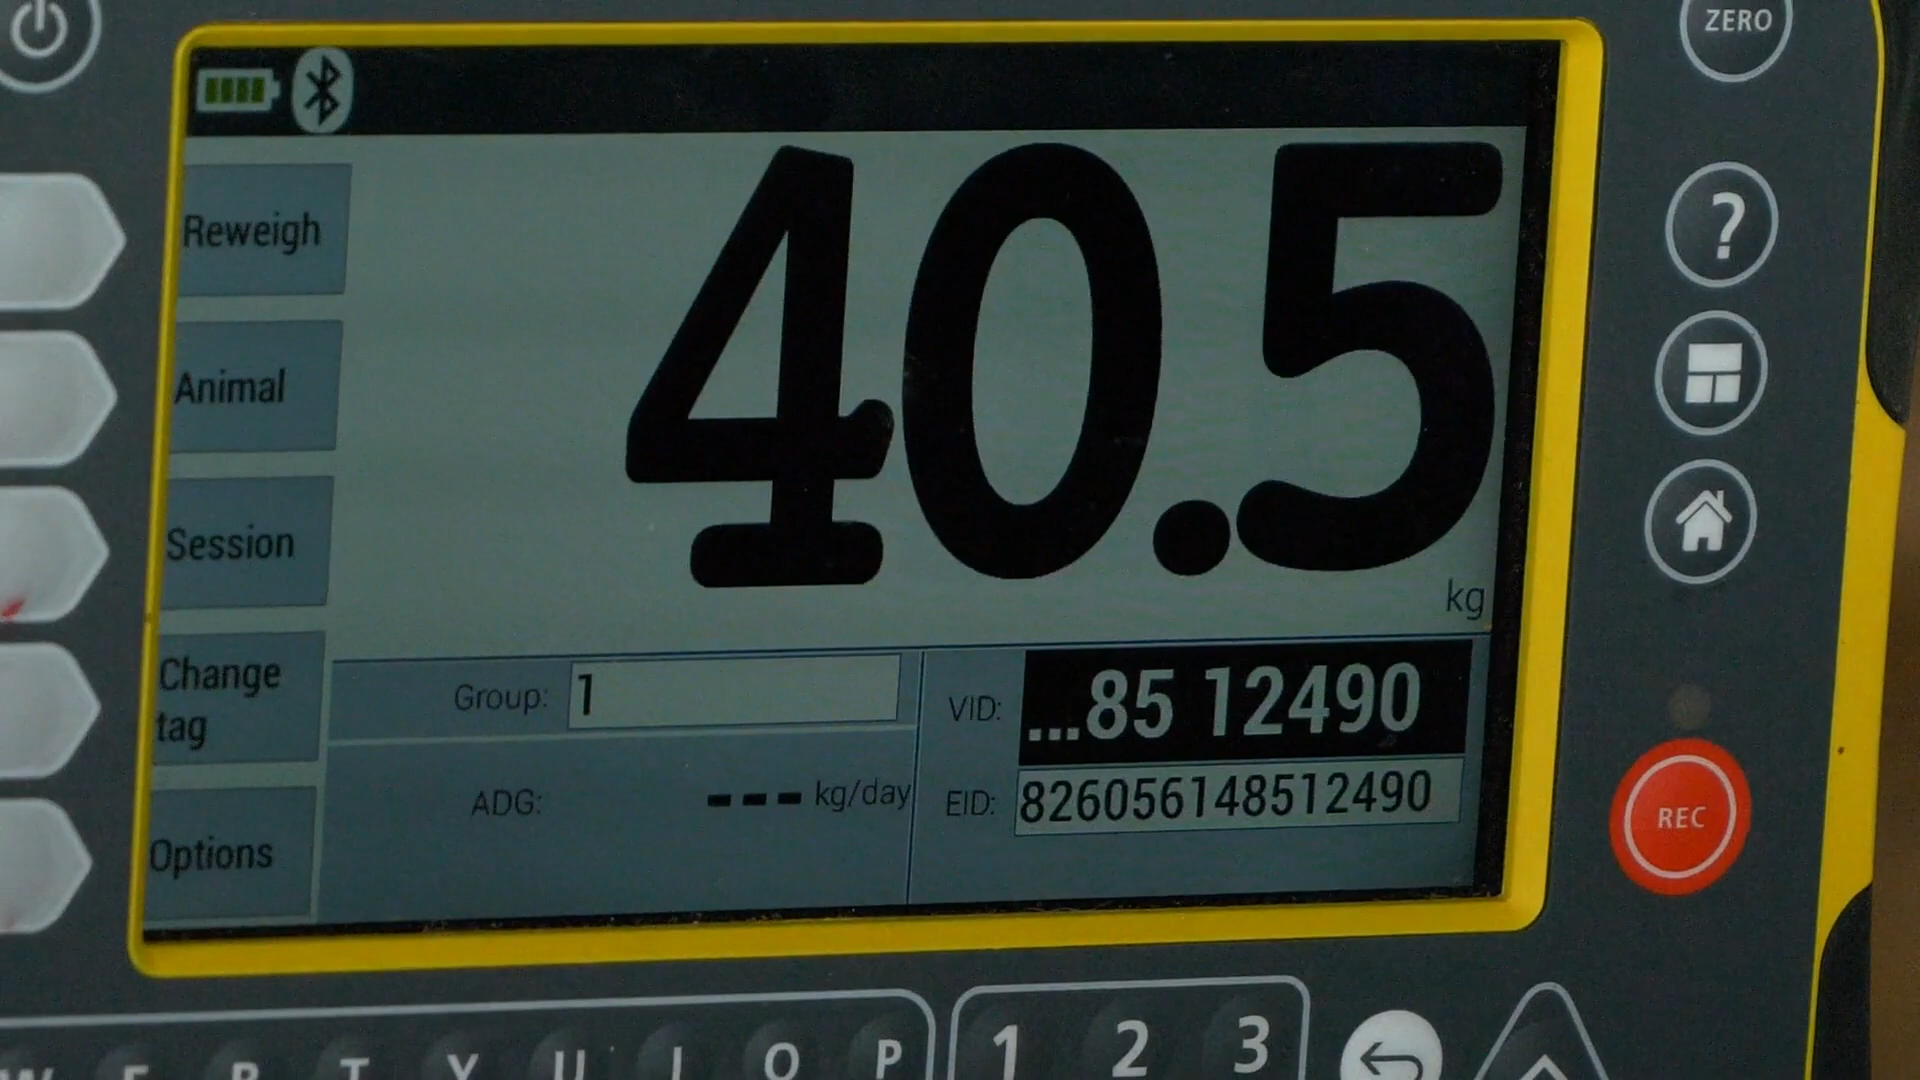 ZERO
40.5
kg
Reweigh
Animal
Session
Change
tag
Options
Group: 1
ADG: --- kg/day
VID: ...85 12490
EID: 826056148512490
?
REC
T Y U I O P
1 2 3